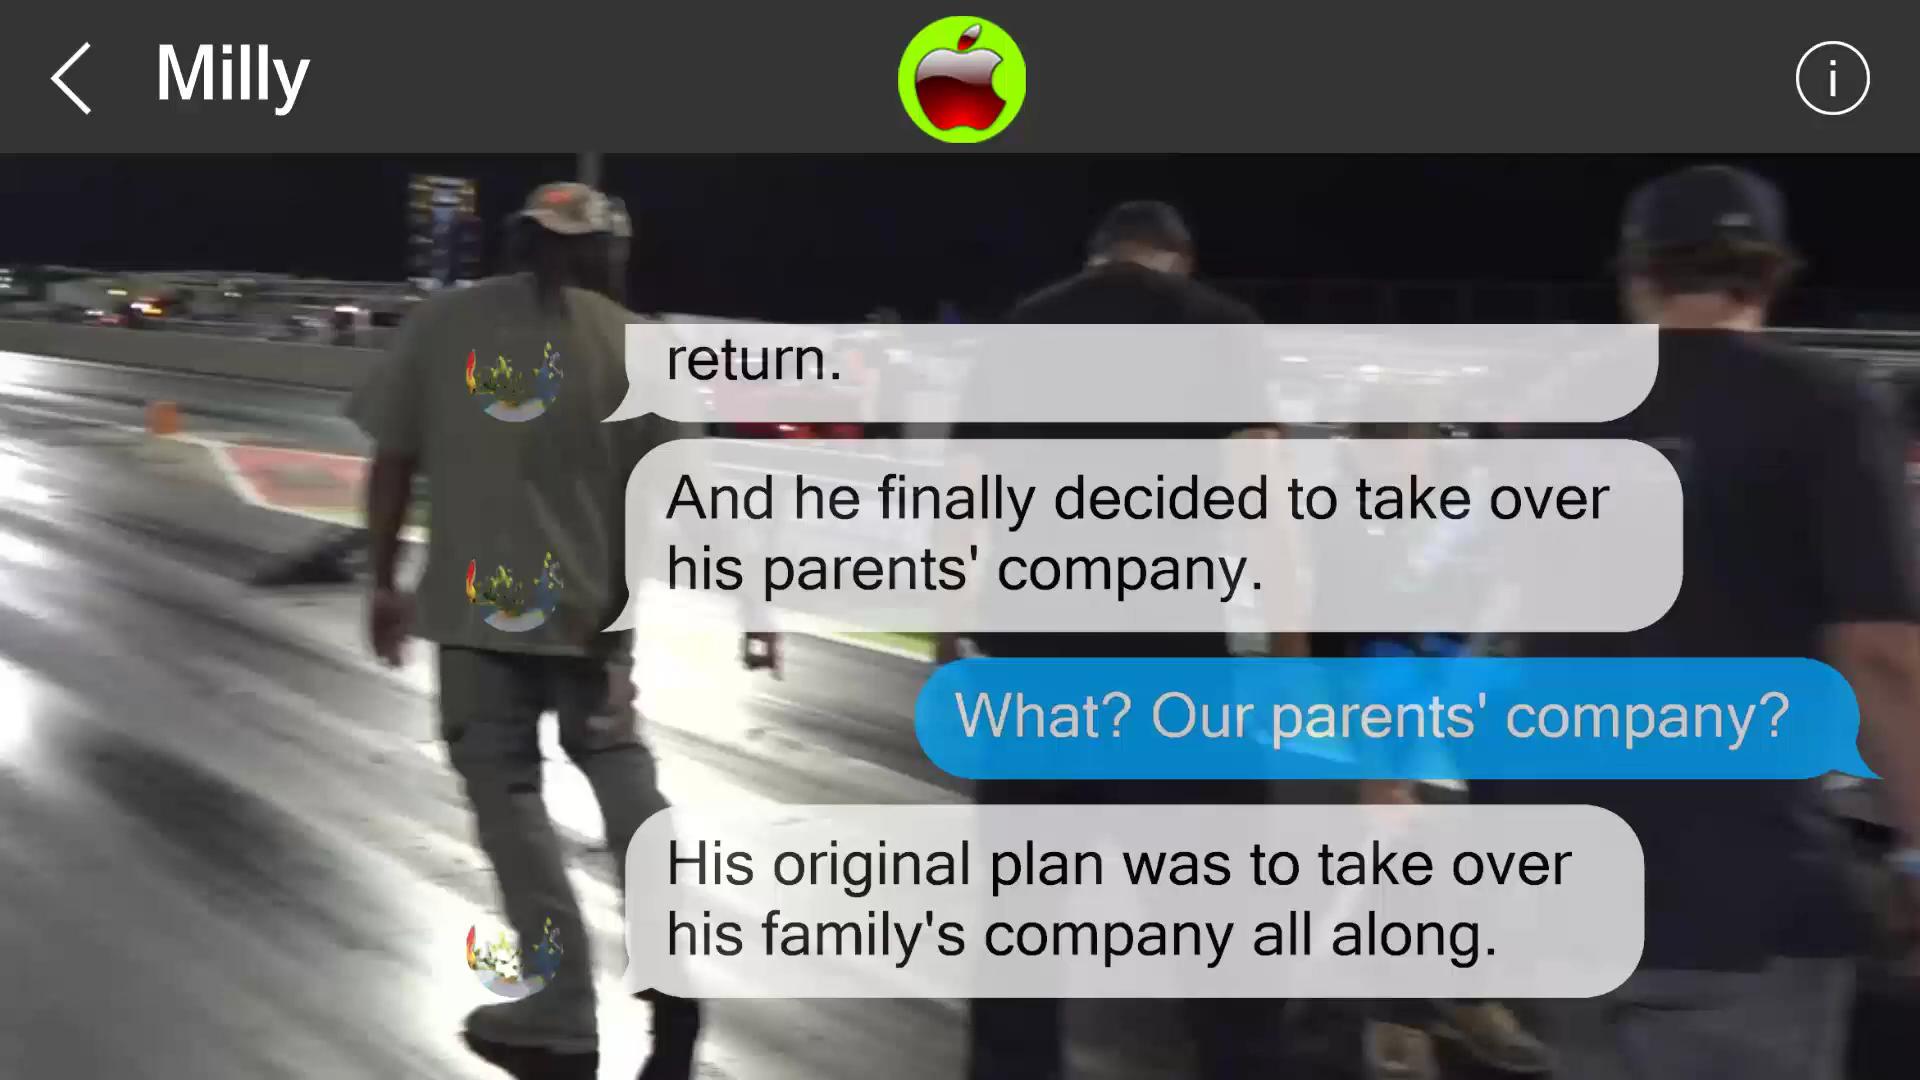 Milly
i
return.
And he finally decided to take over
his parents' company.
What? Our parents' company?
His original plan was to take over
his family's company all along.